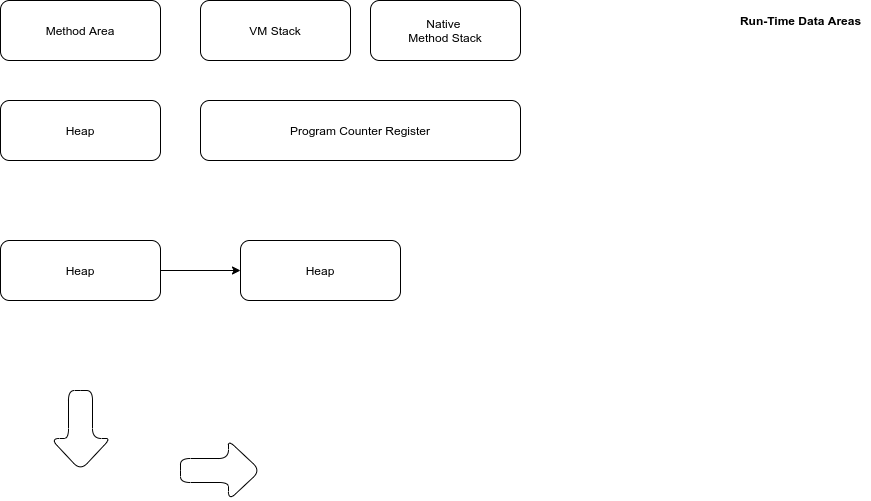 Method Area
VM Stack
Native
Method Stack
Run-Time Data Areas
Heap
Program Counter Register
Heap
Heap